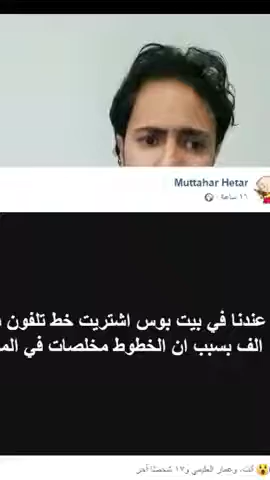 Muttahar Hetar
١٦ ساعة ·
عندنا في بيت بوس اشتريت خط تلفون
الف بسبب ان الخطوط مخلصات في
أنت، وعمار العليمي و١٧ شخصًا آخر